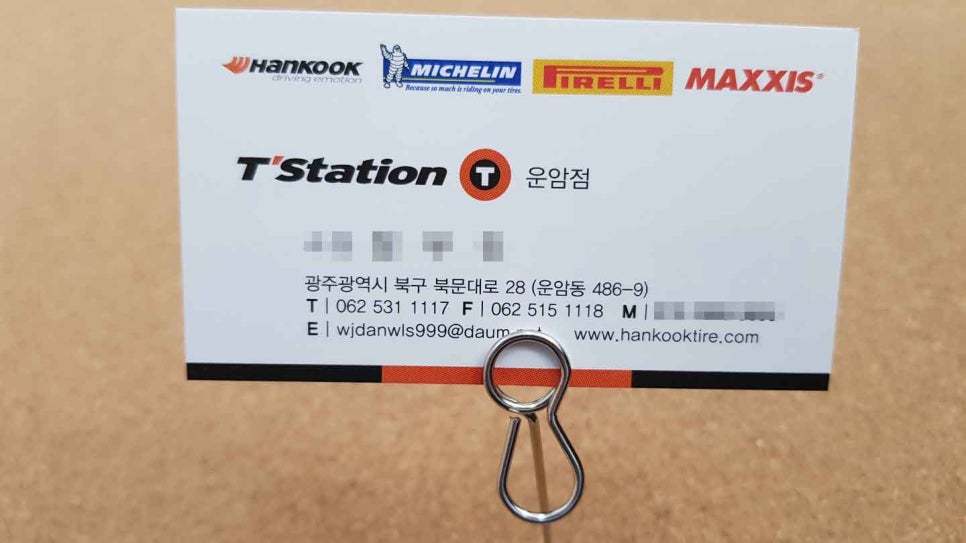 HANKOOK MICHELIN PIRELLI MAXXIS®
driving emotion Because so much is riding on your tires.
T'Station T 운암점
광주광역시 북구 북문대로 28 (운암동 486-9)
T | 062 531 1117 F | 062 515 1118 M |
E | wjdanwls999@daum www.hankooktire.com